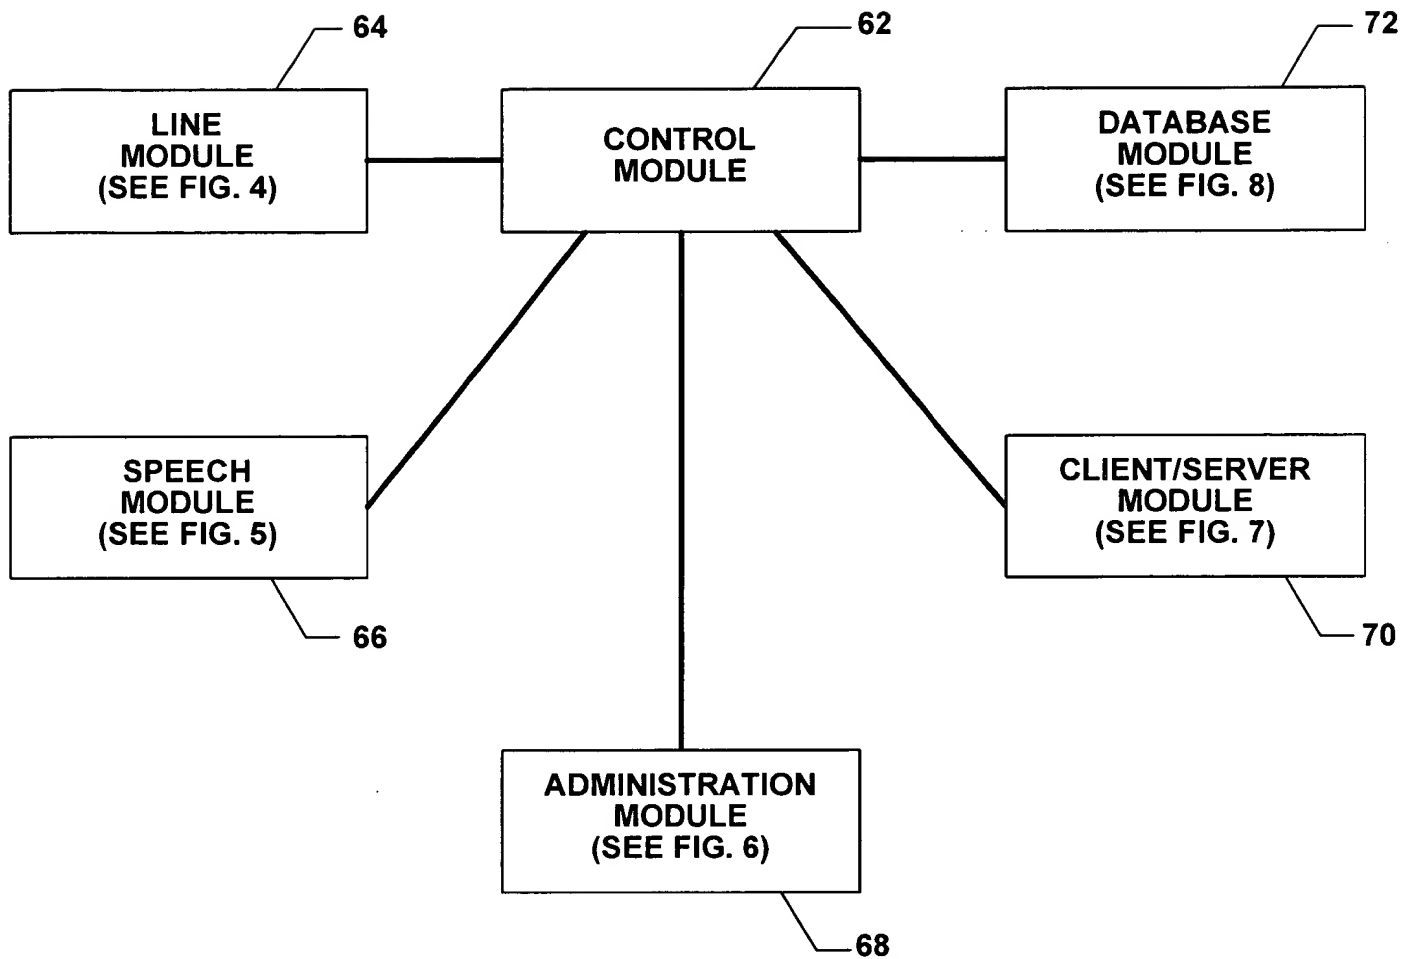 64
62
72
LINE
MODULE
(SEE FIG. 4)
CONTROL
MODULE
DATABASE
MODULE
(SEE FIG. 8)
SPEECH
MODULE
(SEE FIG. 5)
CLIENT/SERVER
MODULE
(SEE FIG. 7)
66
70
ADMINISTRATION
MODULE
(SEE FIG. 6)
68